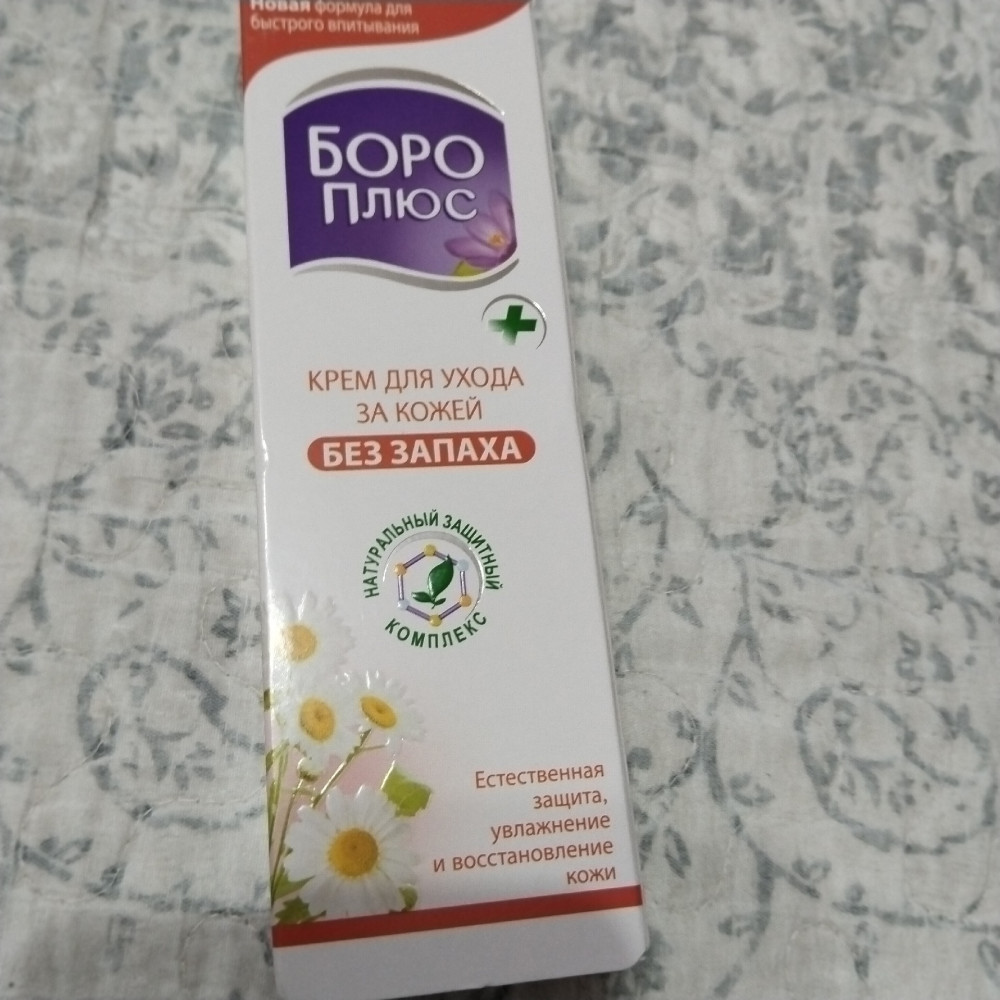 Новая формула для
быстрого впитывания
БОРО
ПЛЮС
КРЕМ ДЛЯ УХОДА
ЗА КОЖЕЙ
БЕЗ ЗАПАХА
НАТУРАЛЬНЫЙ ЗАЩИТНЫЙ
КОМПЛЕКС
Естественная
защита,
увлажнение
и восстановление
кожи